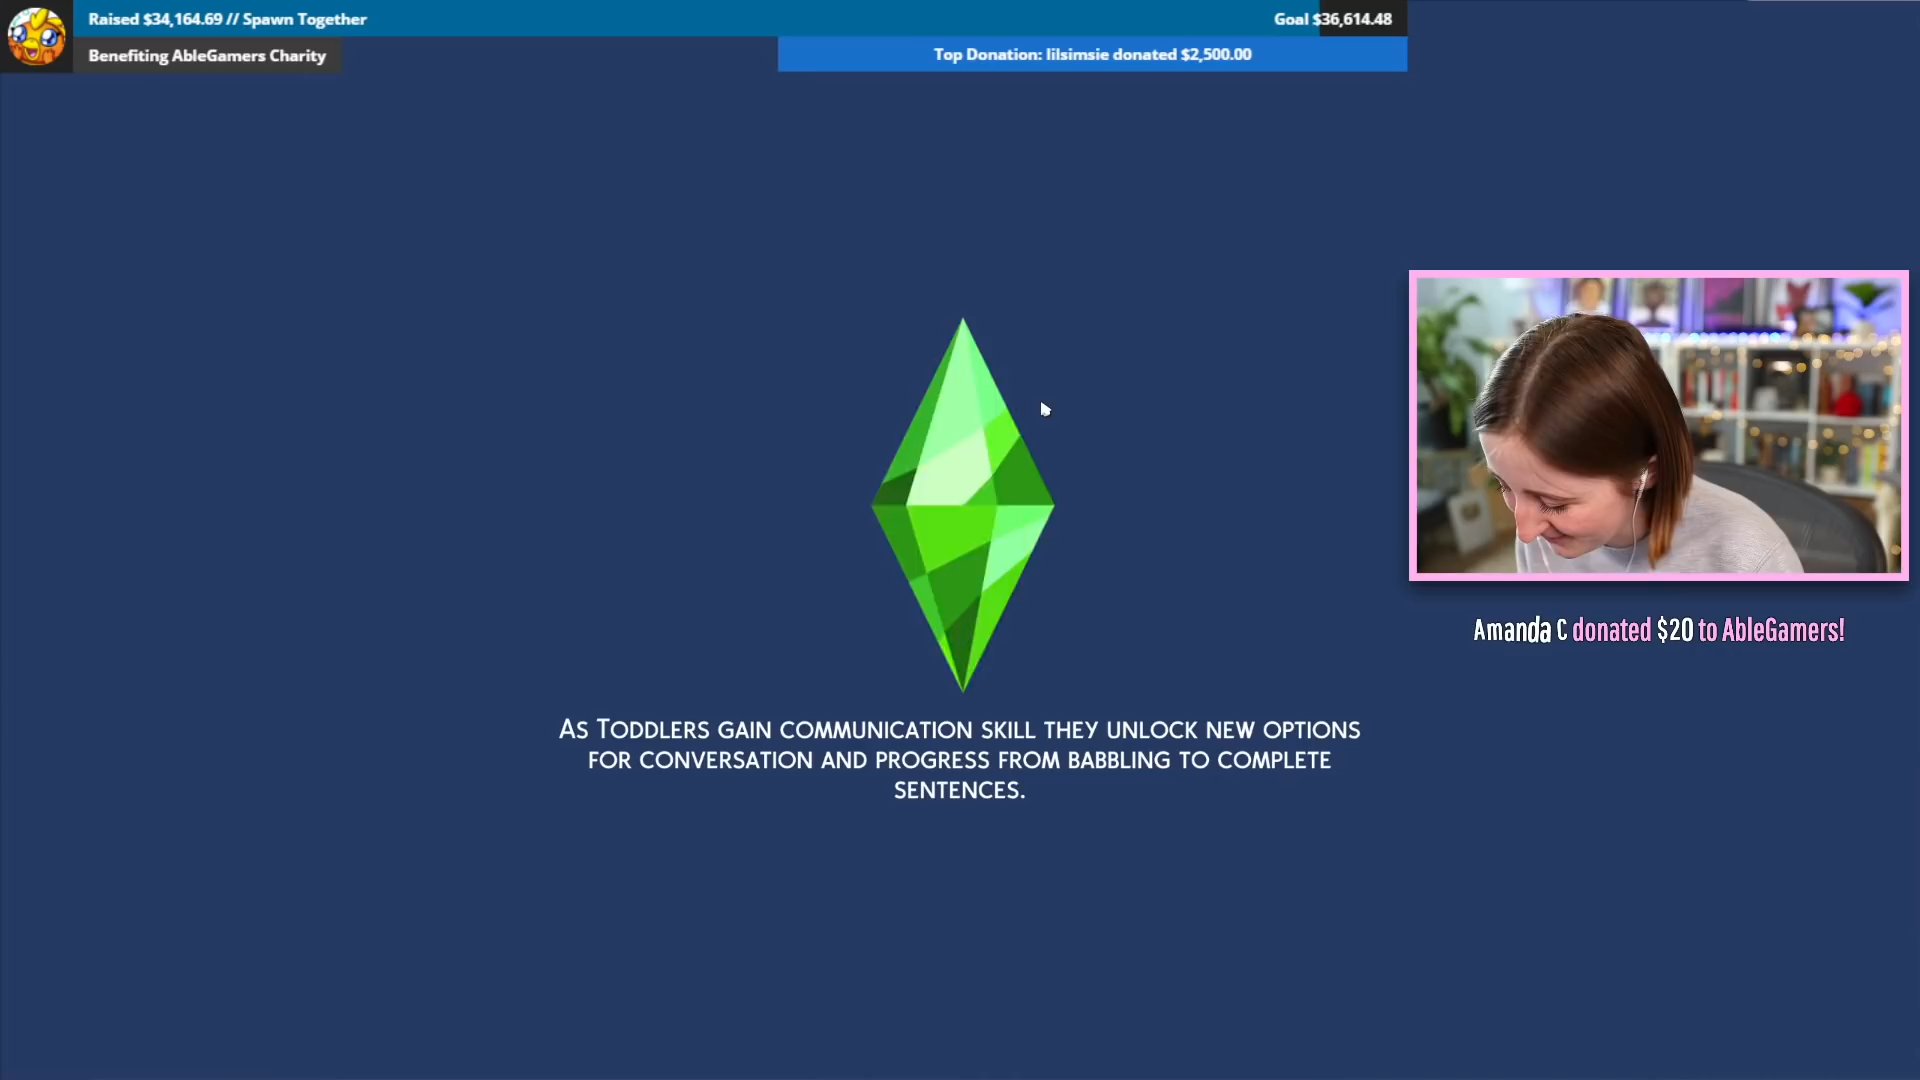 Raised $34,164.69 // Spawn Together
Goal $36,614.48
Benefiting AbleGamers Charity
Top Donation: lilsimsie donated $2,500.00
Amanda C donated $20 to AbleGamers!
AS TODDLERS GAIN COMMUNICATION SKILL THEY UNLOCK NEW OPTIONS
FOR CONVERSATION AND PROGRESS FROM BABBLING TO COMPLETE
SENTENCES.